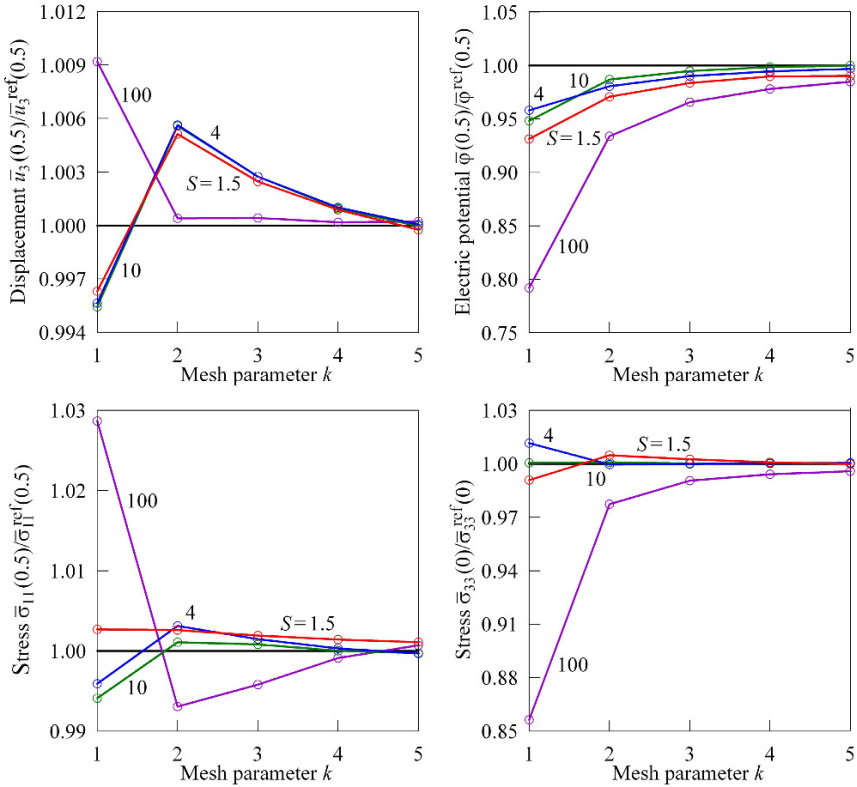 Displacement ū₃(0.5)/ū₃ʳᵉᶠ(0.5)
1.012
1.009
1.006
1.003
1.000
0.997
0.994
100
4
S=1.5
10
1 2 3 4 5
Mesh parameter k
Electric potential φ̄(0.5)/φ̄ʳᵉᶠ(0.5)
1.00
0.95
0.90
0.85
0.80
0.75
10
4
S=1.5
100
1 2 3 4 5
Mesh parameter k
Stress σ̄₁₁(0.5)/σ̄₁₁ʳᵉᶠ(0.5)
1.03
1.02
1.01
1.00
0.99
100
4
S=1.5
10
1 2 3 4 5
Mesh parameter k
Stress σ̄₃₃(0)/σ̄₃₃ʳᵉᶠ(0)
1.03
1.00
0.97
0.94
0.91
0.88
0.85
4
S=1.5
10
100
1 2 3 4 5
Mesh parameter k